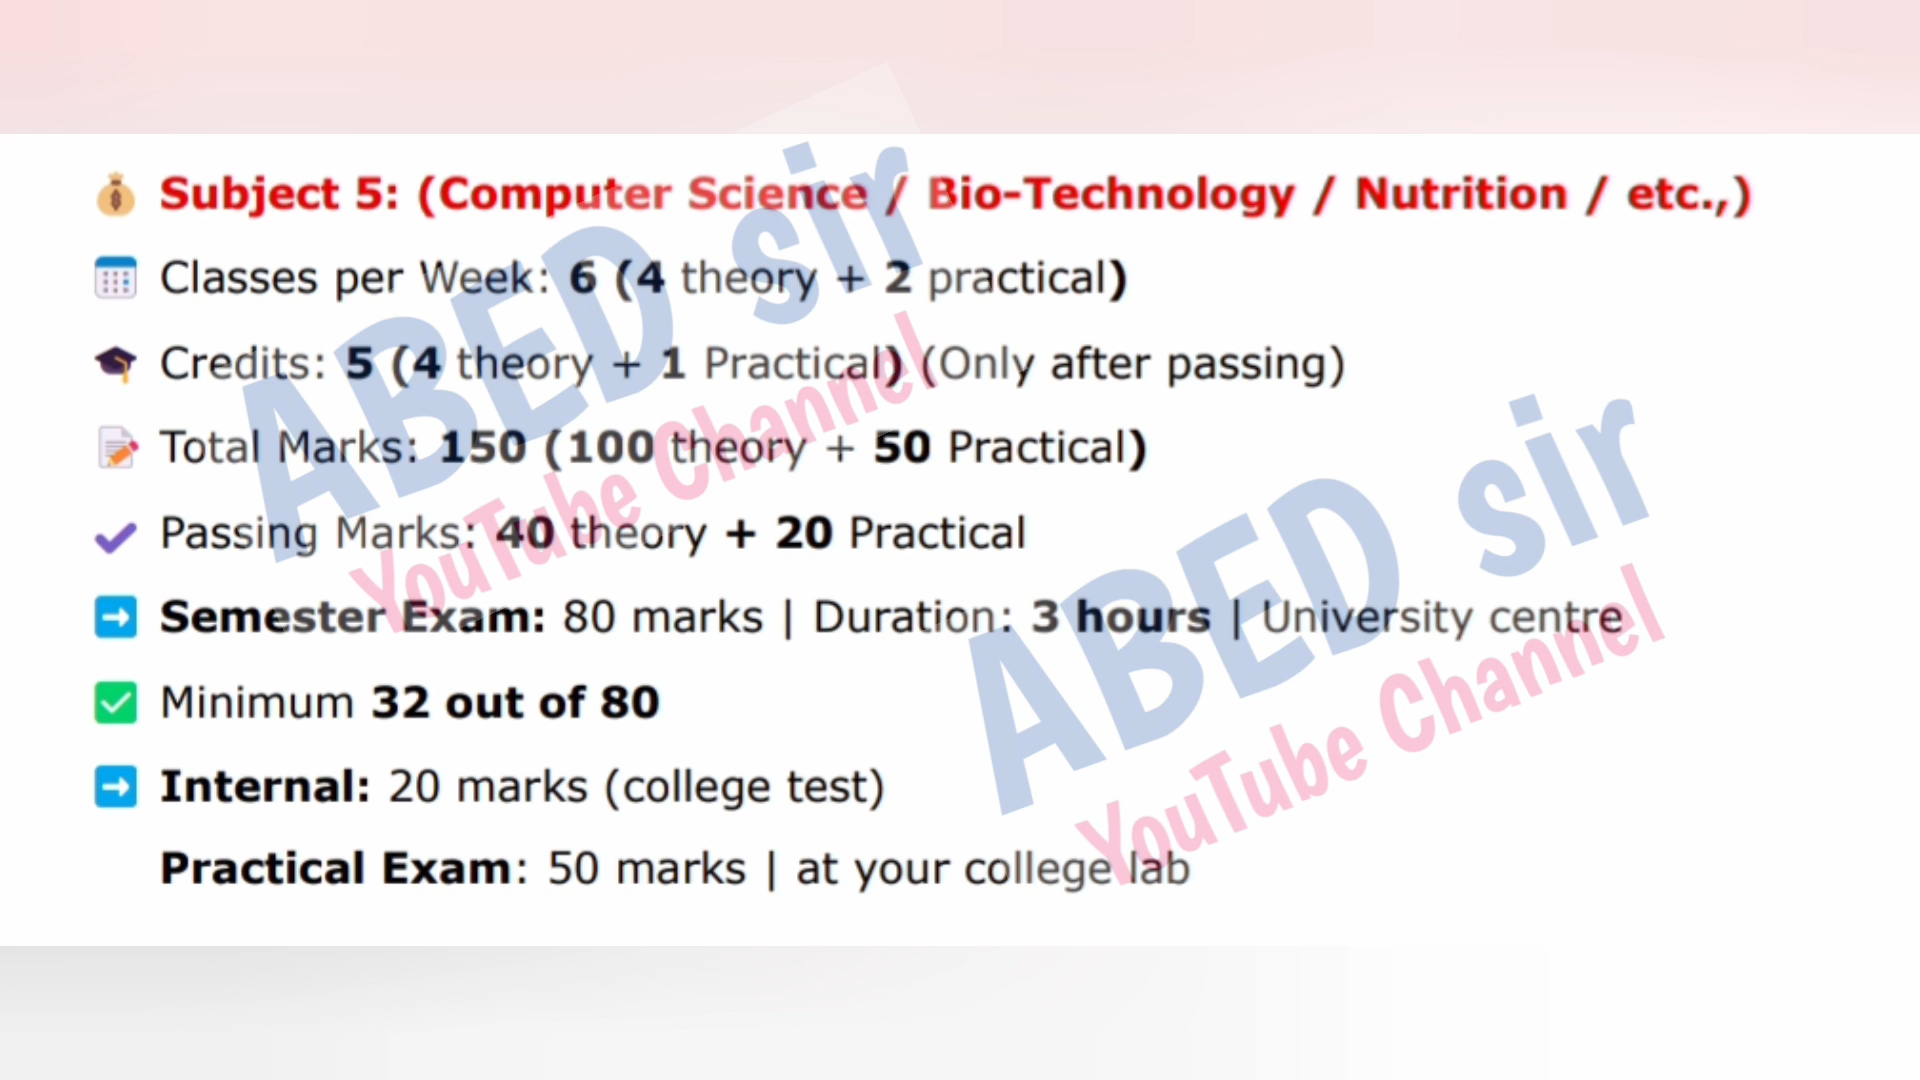 Subject 5: (Computer Science / Bio-Technology / Nutrition / etc.,)
Classes per Week: 6 (4 theory + 2 practical)
Credits: 5 (4 theory + 1 Practical) (Only after passing)
Total Marks: 150 (100 theory + 50 Practical)
Passing Marks: 40 theory + 20 Practical
Semester Exam: 80 marks | Duration: 3 hours | University centre
Minimum 32 out of 80
Internal: 20 marks (college test)
Practical Exam: 50 marks | at your college lab
ABED sir
YouTube Channel
ABED sir
YouTube Channel